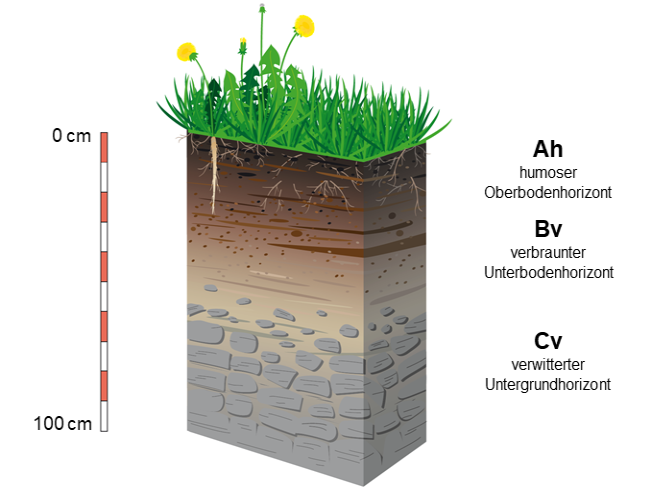 0 cm
Ah
humoser
Oberbodenhorizont
Bv
verbraunter
Unterbodenhorizont
Cv
verwitterter
Untergrundhorizont
100 cm